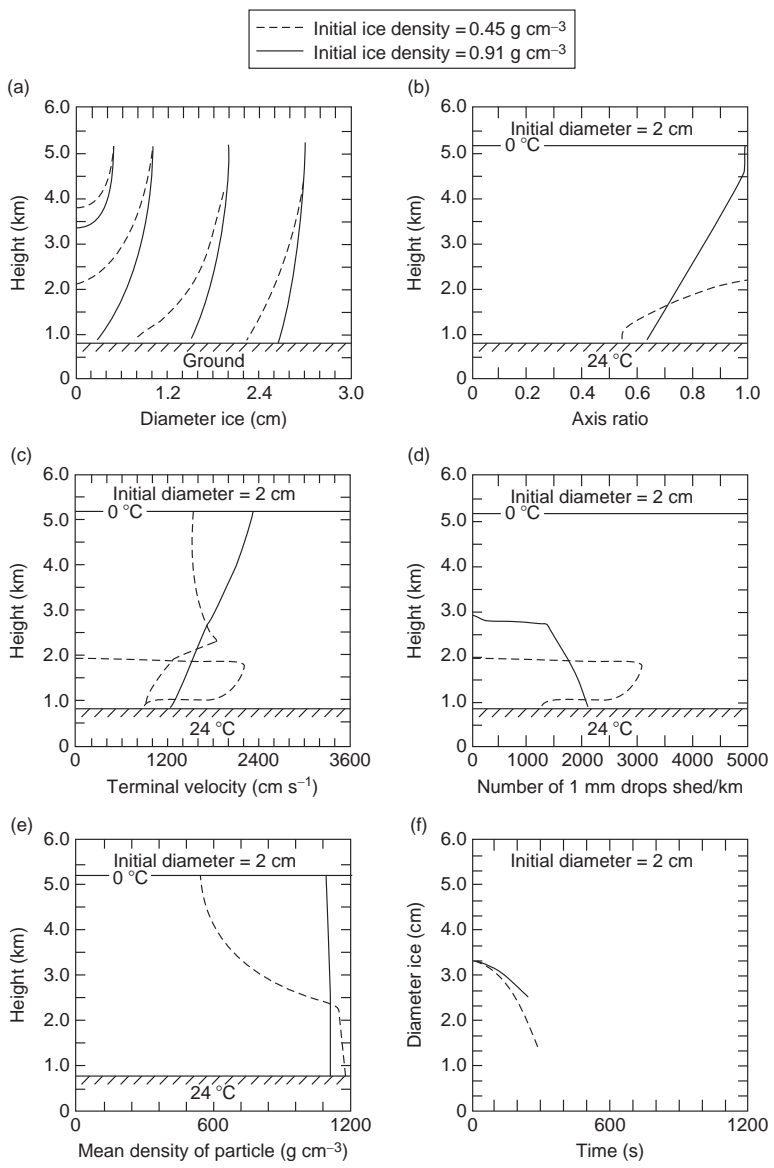 Initial ice density = 0.45 g cm⁻³
Initial ice density = 0.91 g cm⁻³
(a)
6.0
5.0
4.0
3.0
2.0
1.0
0
Height (km)
Ground
0 1.2 2.4 3.0
Diameter ice (cm)
(b)
6.0
5.0
4.0
3.0
2.0
1.0
0
Height (km)
Initial diameter = 2 cm
0 °C
24 °C
0 0.2 0.4 0.6 0.8 1.0
Axis ratio
(c)
6.0
5.0
4.0
3.0
2.0
1.0
0
Height (km)
Initial diameter = 2 cm
0 °C
24 °C
0 1200 2400 3600
Terminal velocity (cm s⁻¹)
(d)
6.0
5.0
4.0
3.0
2.0
1.0
0
Height (km)
Initial diameter = 2 cm
0 °C
24 °C
0 1000 2000 3000 4000 5000
Number of 1 mm drops shed/km
(e)
6.0
5.0
4.0
3.0
2.0
1.0
0
Height (km)
Initial diameter = 2 cm
0 °C
24 °C
0 600 1200
Mean density of particle (g cm⁻³)
(f)
6.0
5.0
4.0
3.0
2.0
1.0
0
Diameter ice (cm)
Initial diameter = 2 cm
0 600 1200
Time (s)